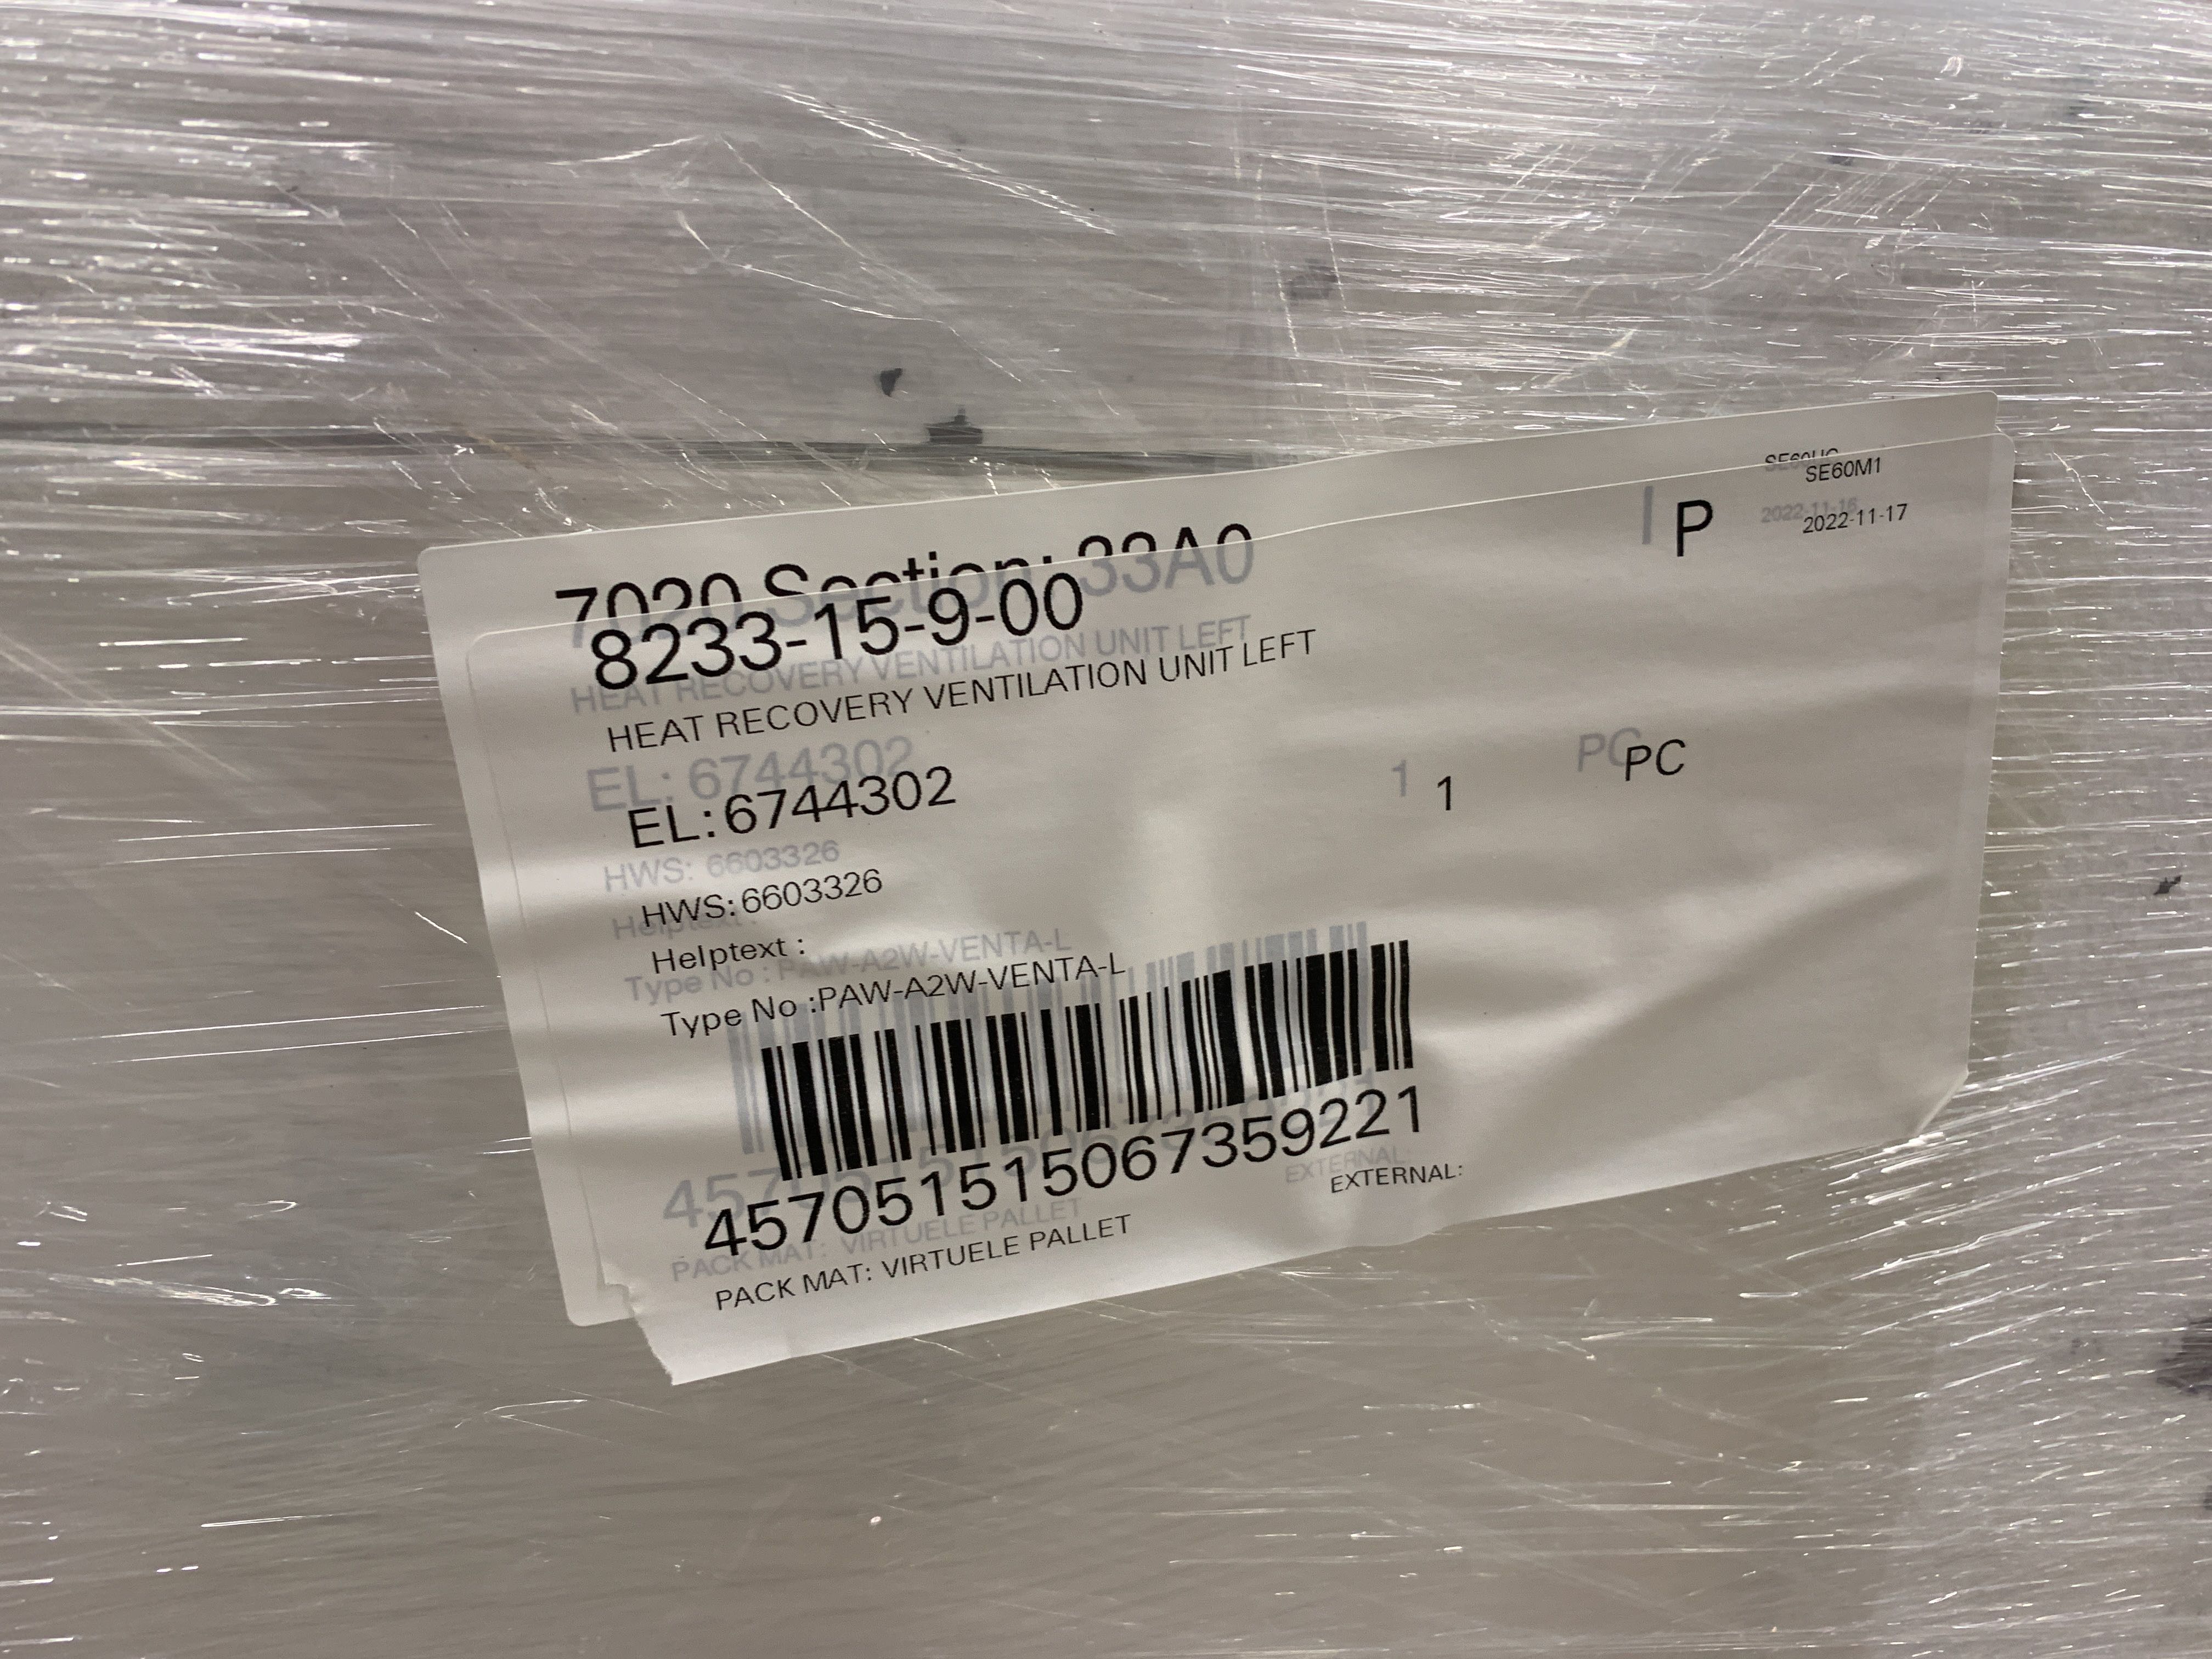 7020 Section: 33A0
8233-15-9-00
P
SE60M1
2022-11-16
2022-11-17
HEAT RECOVERY VENTILATION UNIT LEFT
HEAT RECOVERY VENTILATION UNIT LEFT
EL: 6744302
EL: 6744302
1 PC
1 PC
HWS: 6603326
HWS: 6603326
Helptext :
Helptext :
Type No : PAW-A2W-VENTA-L
Type No :PAW-A2W-VENTA-L
457051515067359221
EXTERNAL:
EXTERNAL:
PACK MAT: VIRTUELE PALLET
PACK MAT: VIRTUELE PALLET